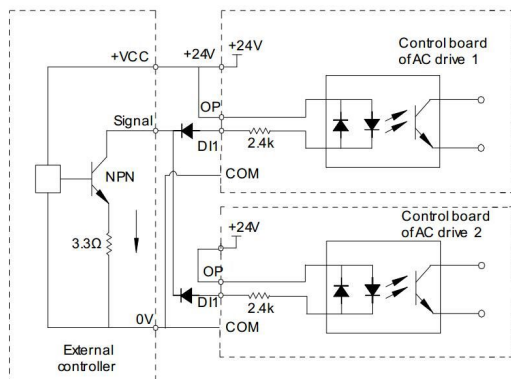 +VCC
+24V
+24V
Control board
of AC drive 1
OP
Signal
DI1
2.4k
NPN
COM
3.3Ω
+24V
Control board
of AC drive 2
OP
DI1
2.4k
0V
COM
External
controller